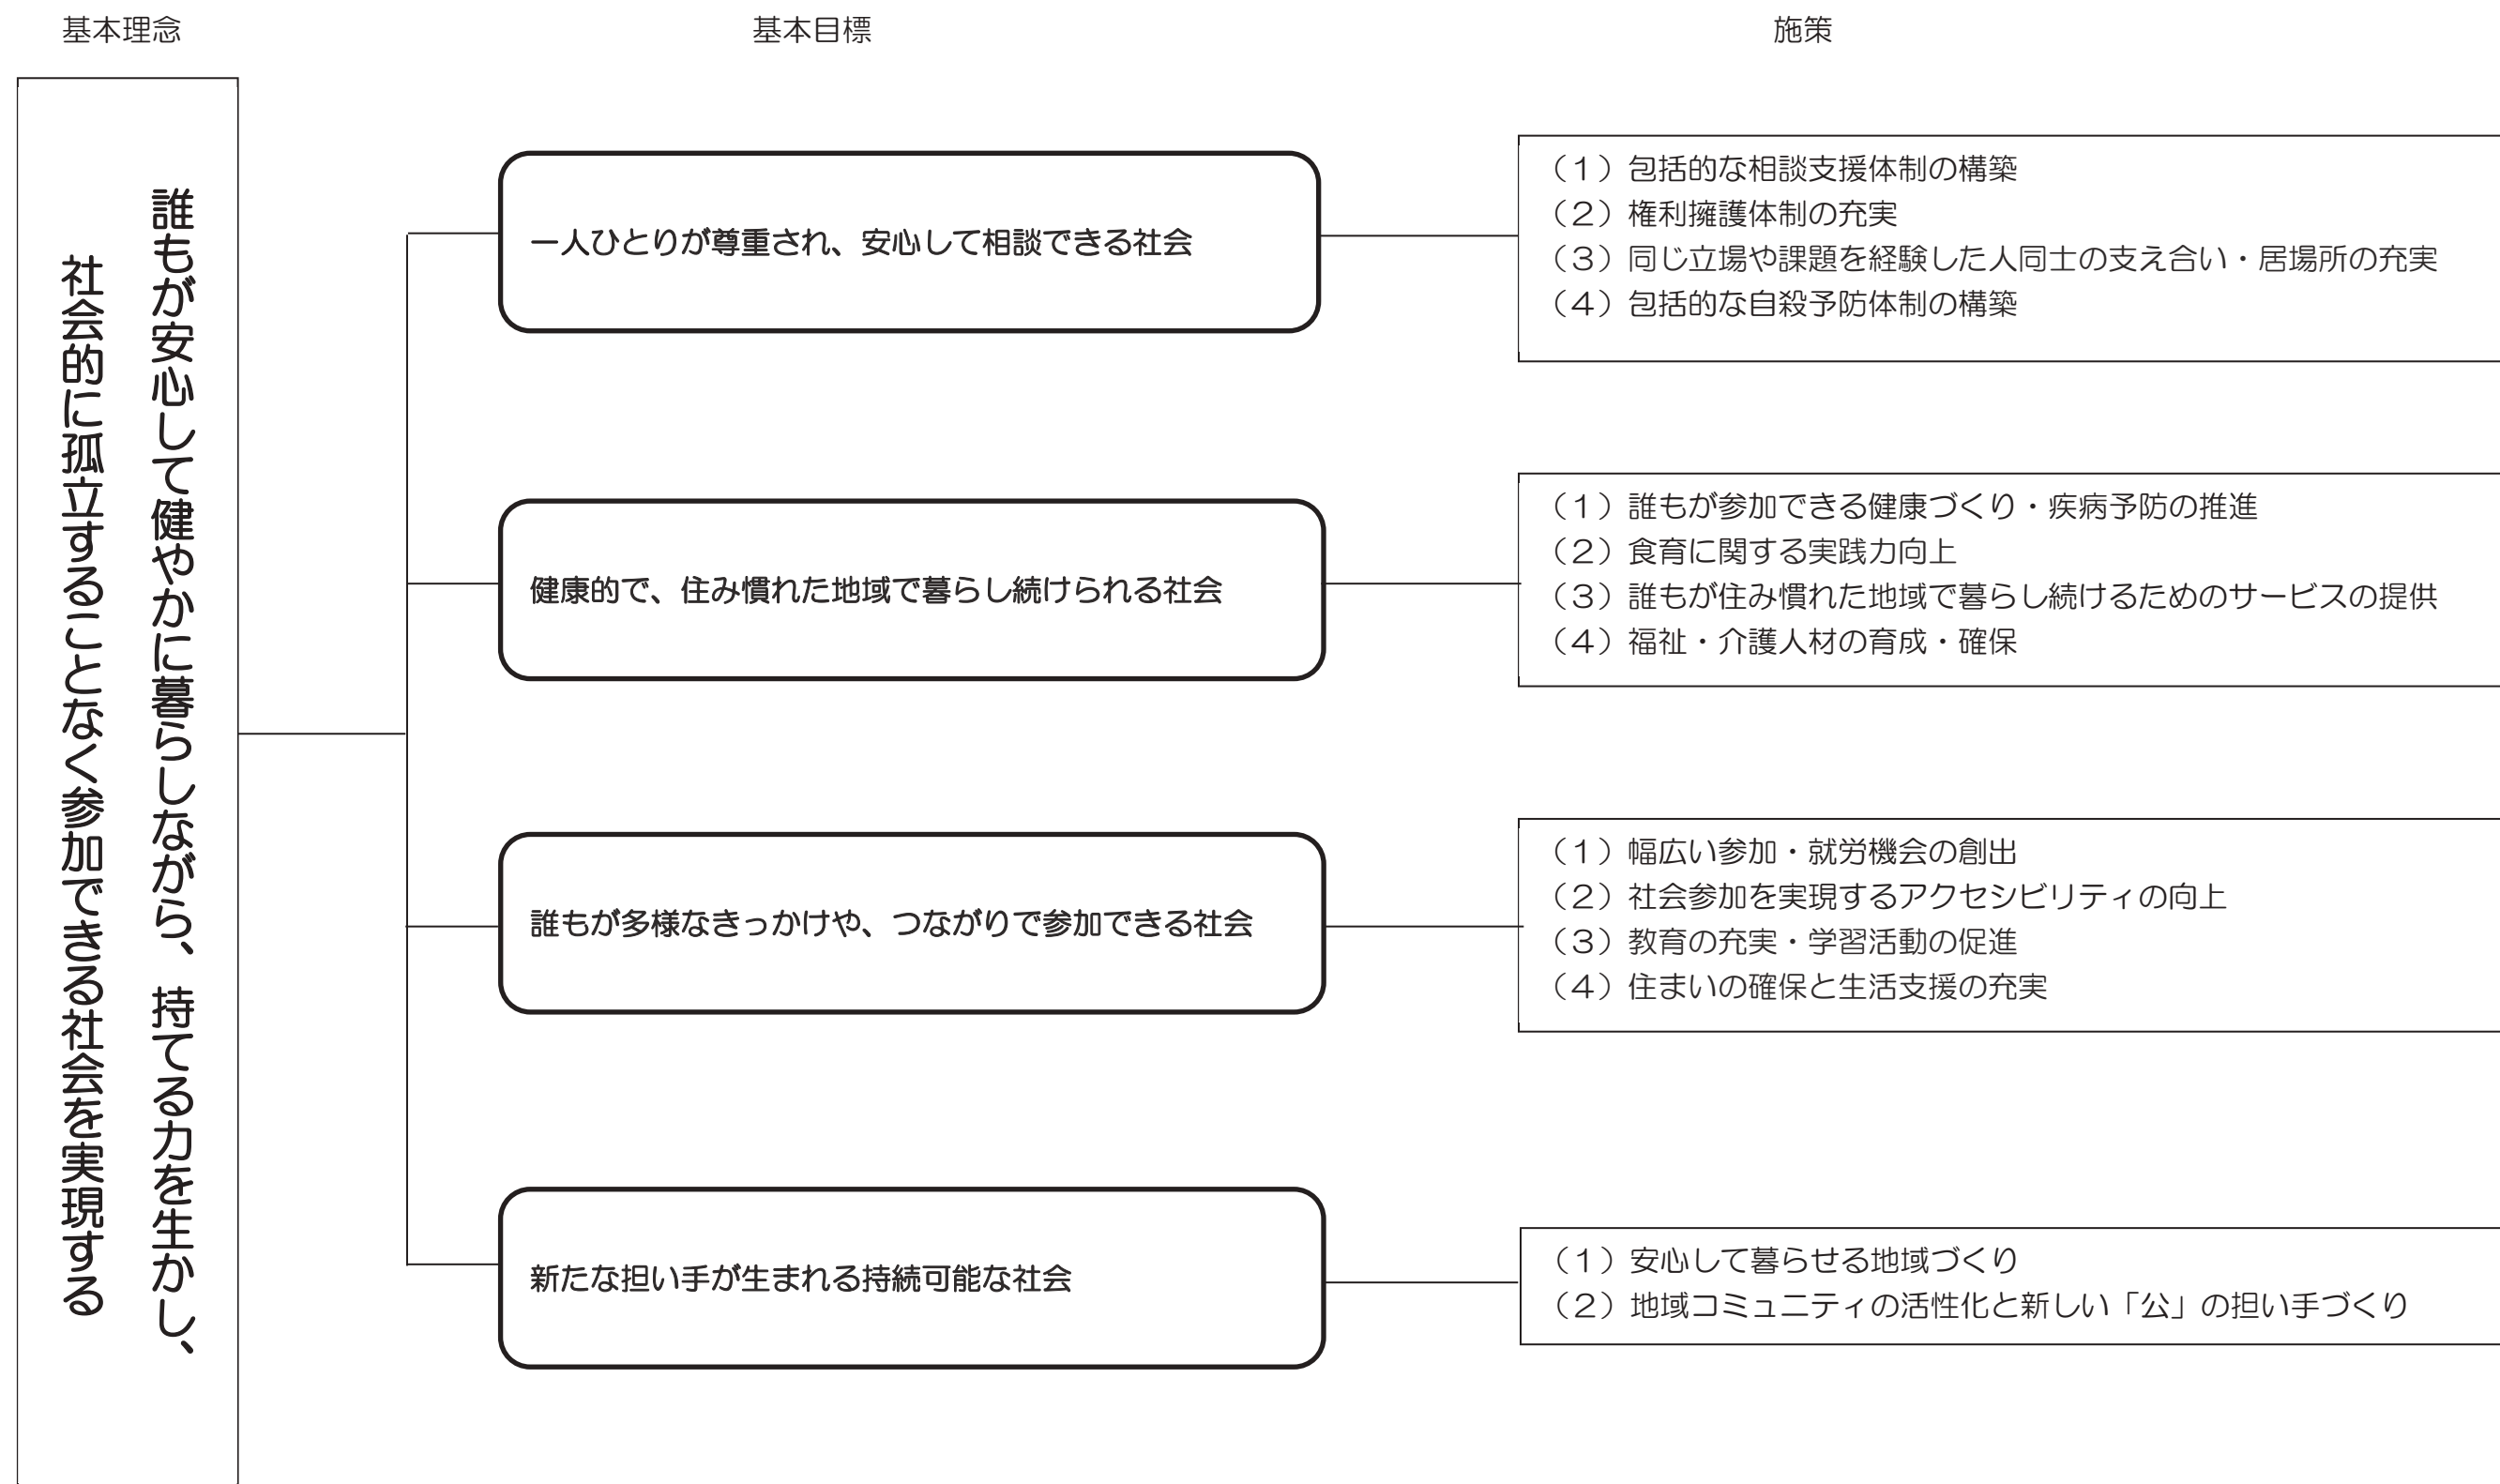 基本理念
基本目標
施策
誰もが安心して健やかに暮らしながら、持てる力を生かし、
社会的に孤立することなく参加できる社会を実現する
一人ひとりが尊重され、安心して相談できる社会
（１）包括的な相談支援体制の構築
（２）権利擁護体制の充実
（３）同じ立場や課題を経験した人同士の支え合い・居場所の充実
（４）包括的な自殺予防体制の構築
健康的で、住み慣れた地域で暮らし続けられる社会
（１）誰もが参加できる健康づくり・疾病予防の推進
（２）食育に関する実践力向上
（３）誰もが住み慣れた地域で暮らし続けるためのサービスの提供
（４）福祉・介護人材の育成・確保
誰もが多様なきっかけや、つながりで参加できる社会
（１）幅広い参加・就労機会の創出
（２）社会参加を実現するアクセシビリティの向上
（３）教育の充実・学習活動の促進
（４）住まいの確保と生活支援の充実
新たな担い手が生まれる持続可能な社会
（１）安心して暮らせる地域づくり
（２）地域コミュニティの活性化と新しい「公」の担い手づくり